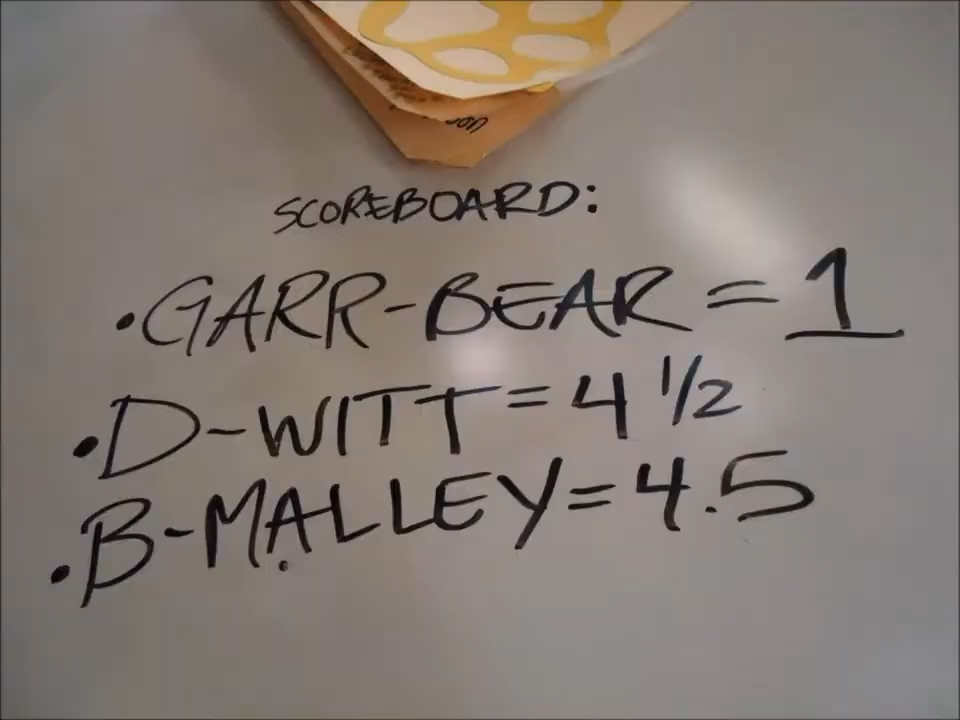 SCOREBOARD:
•GARR-BEAR = 1
•D-WITT = 4 1/2
•B-MALLEY = 4.5